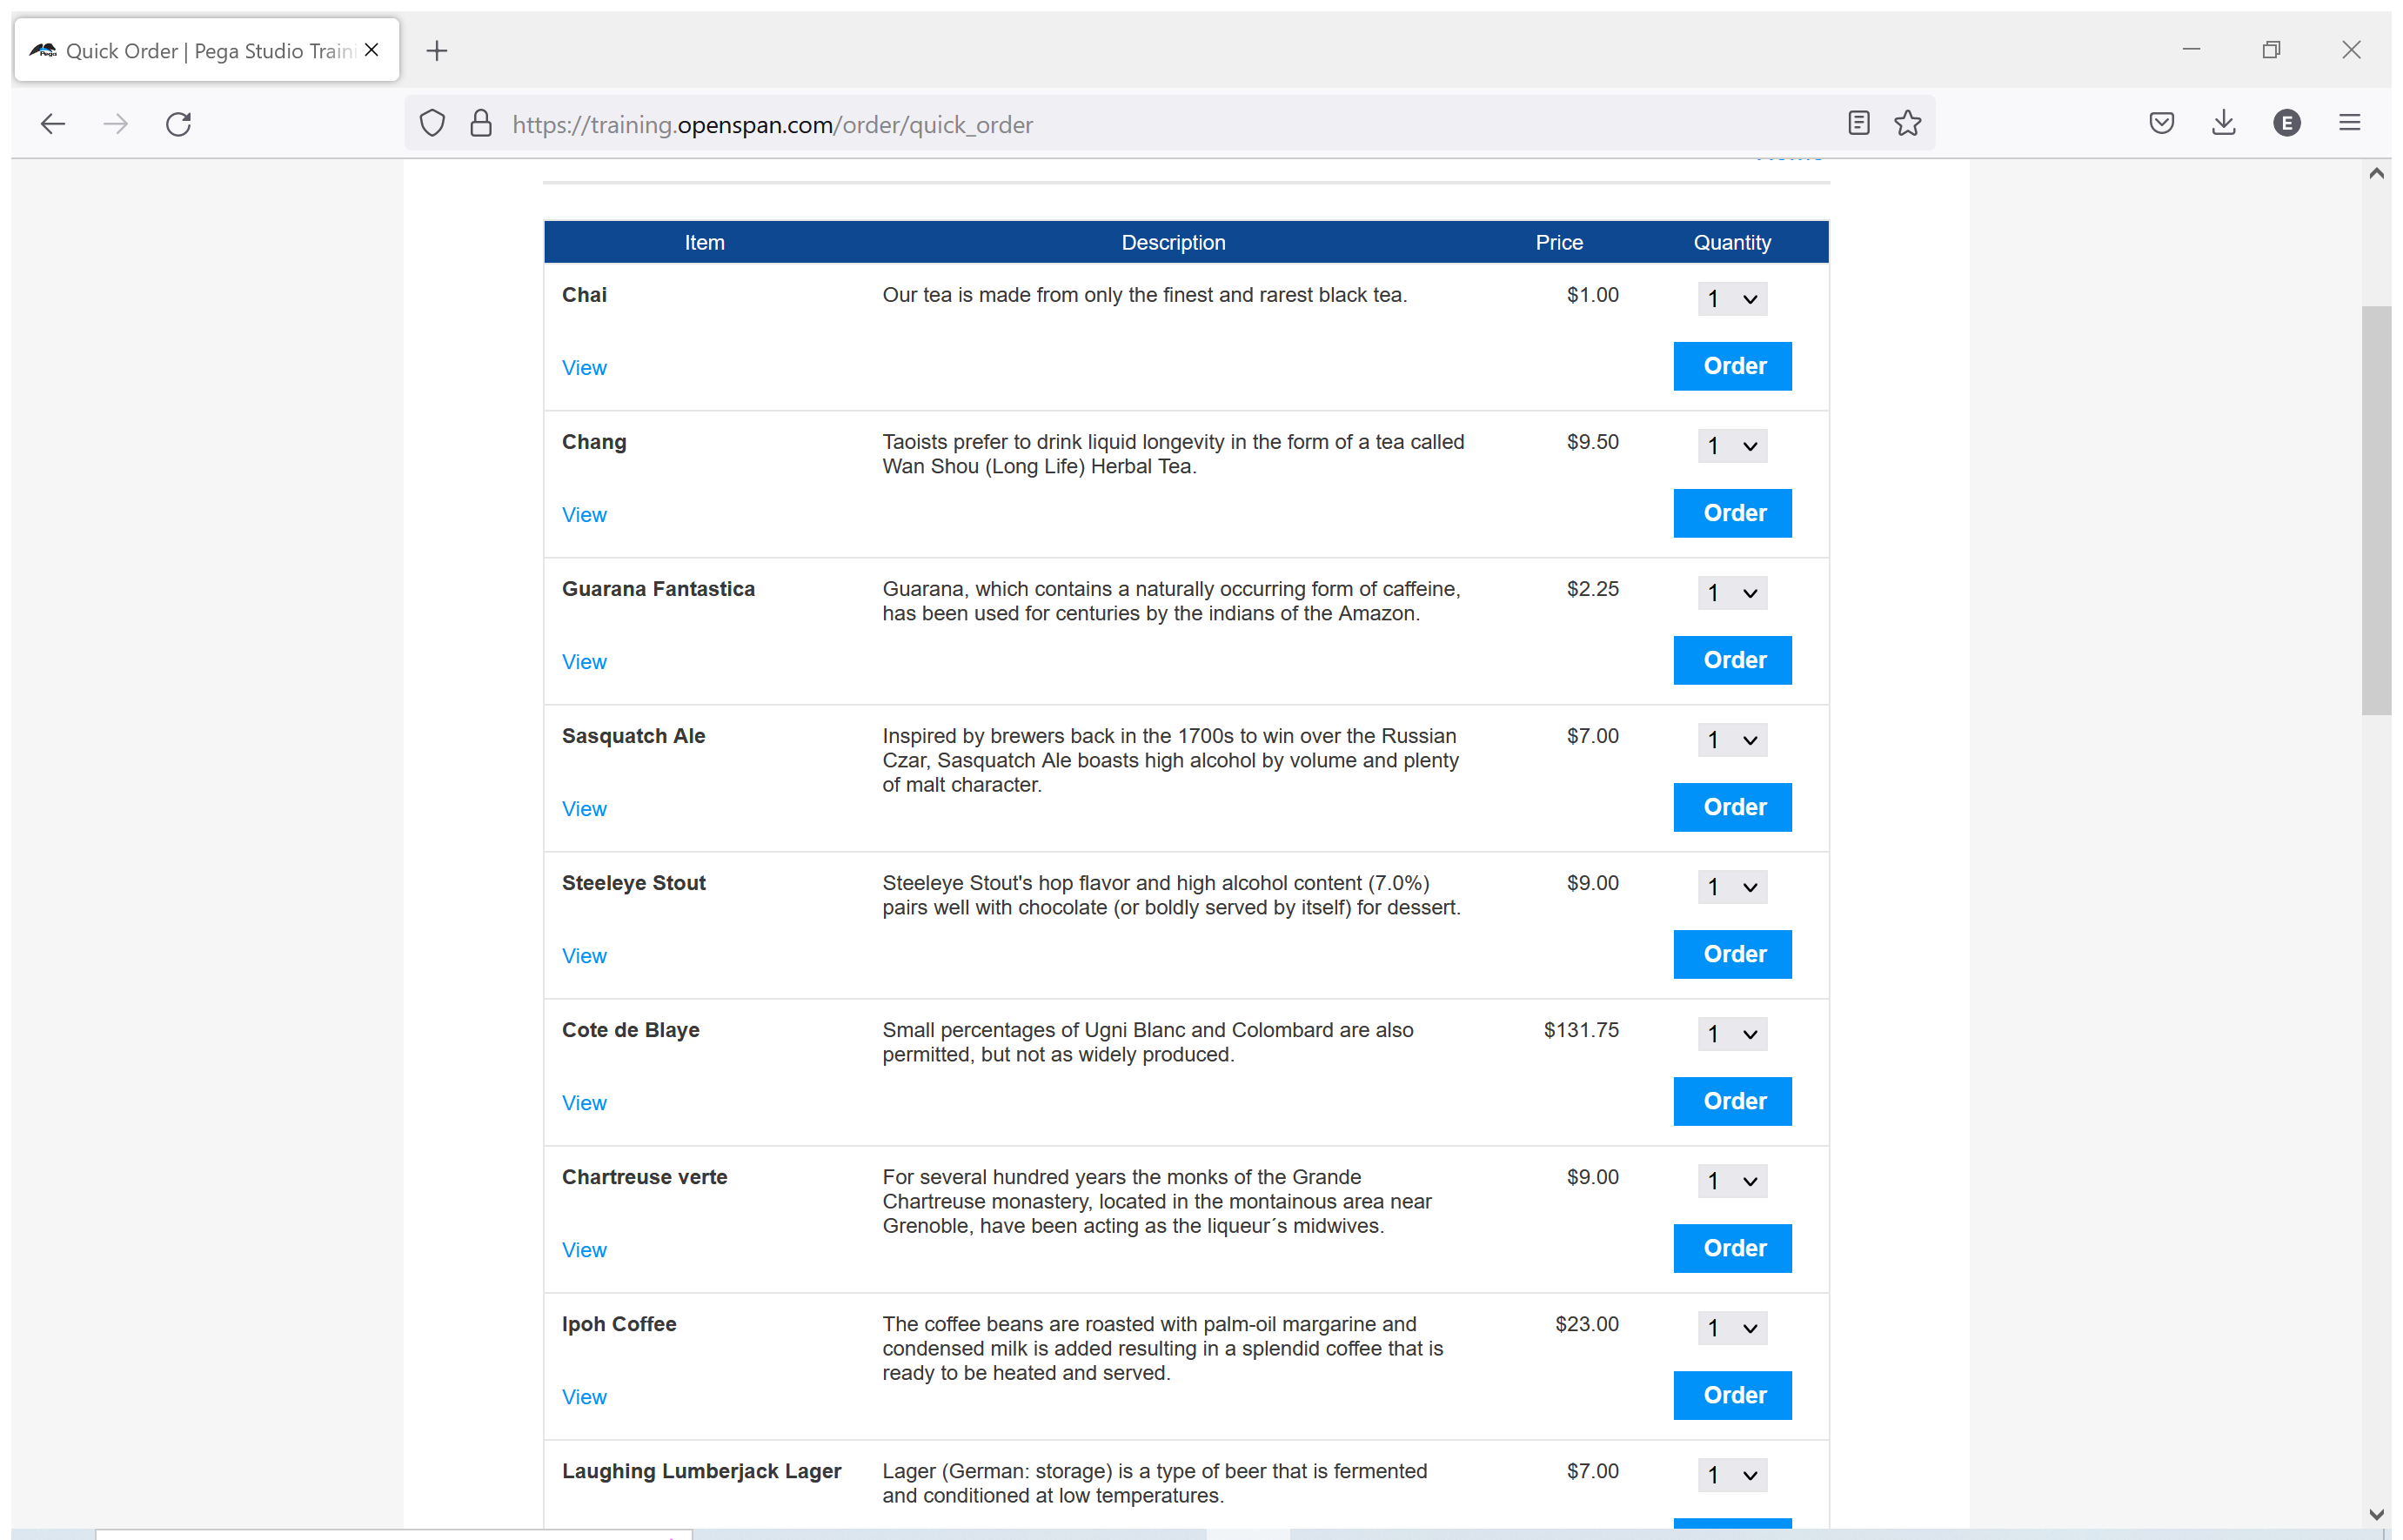 Quick Order | Pega Studio Traini
https://training.openspan.com/order/quick_order
E
Item Description Price Quantity
Chai Our tea is made from only the finest and rarest black tea. $1.00 1
View Order
Chang Taoists prefer to drink liquid longevity in the form of a tea called $9.50 1
Wan Shou (Long Life) Herbal Tea.
View Order
Guarana Fantastica Guarana, which contains a naturally occurring form of caffeine, $2.25 1
has been used for centuries by the indians of the Amazon.
View Order
Sasquatch Ale Inspired by brewers back in the 1700s to win over the Russian $7.00 1
Czar, Sasquatch Ale boasts high alcohol by volume and plenty
of malt character.
View Order
Steeleye Stout Steeleye Stout's hop flavor and high alcohol content (7.0%) $9.00 1
pairs well with chocolate (or boldly served by itself) for dessert.
View Order
Cote de Blaye Small percentages of Ugni Blanc and Colombard are also $131.75 1
permitted, but not as widely produced.
View Order
Chartreuse verte For several hundred years the monks of the Grande $9.00 1
Chartreuse monastery, located in the montainous area near
Grenoble, have been acting as the liqueur´s midwives.
View Order
Ipoh Coffee The coffee beans are roasted with palm-oil margarine and $23.00 1
condensed milk is added resulting in a splendid coffee that is
ready to be heated and served.
View Order
Laughing Lumberjack Lager Lager (German: storage) is a type of beer that is fermented $7.00 1
and conditioned at low temperatures.